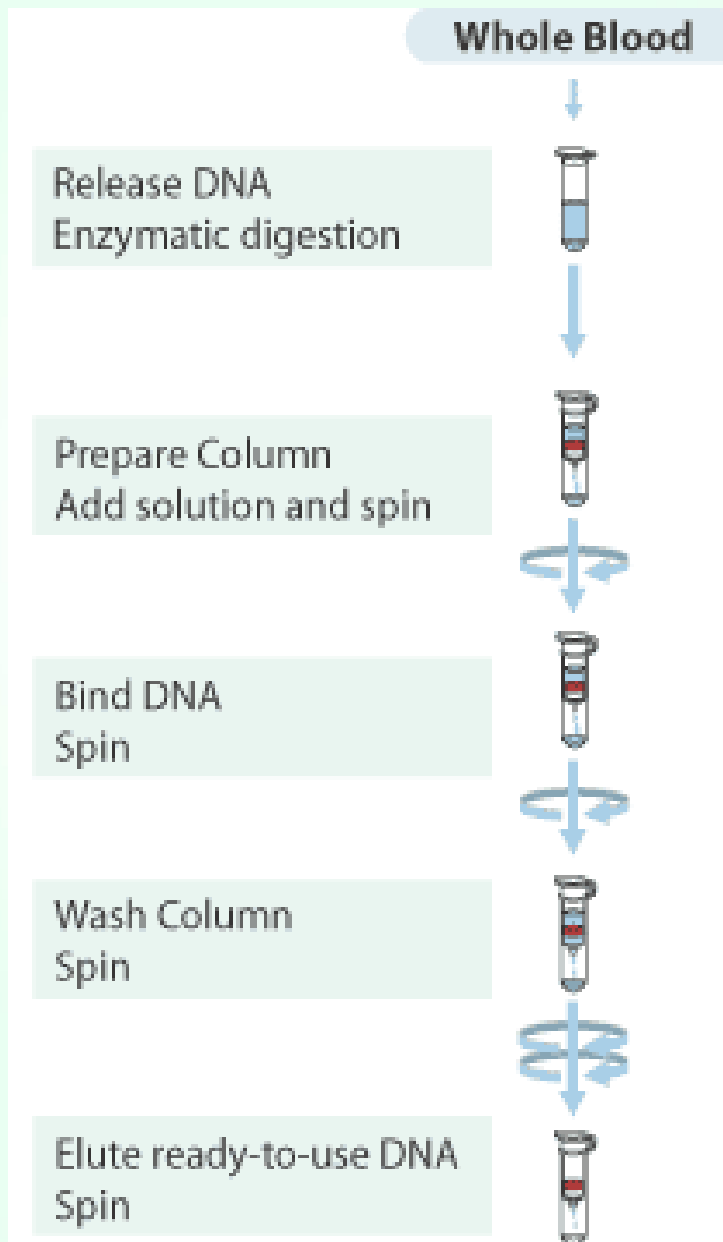 Whole Blood
Release DNA
Enzymatic digestion
Prepare Column
Add solution and spin
Bind DNA
Spin
Wash Column
Spin
Elute ready-to-use DNA
Spin